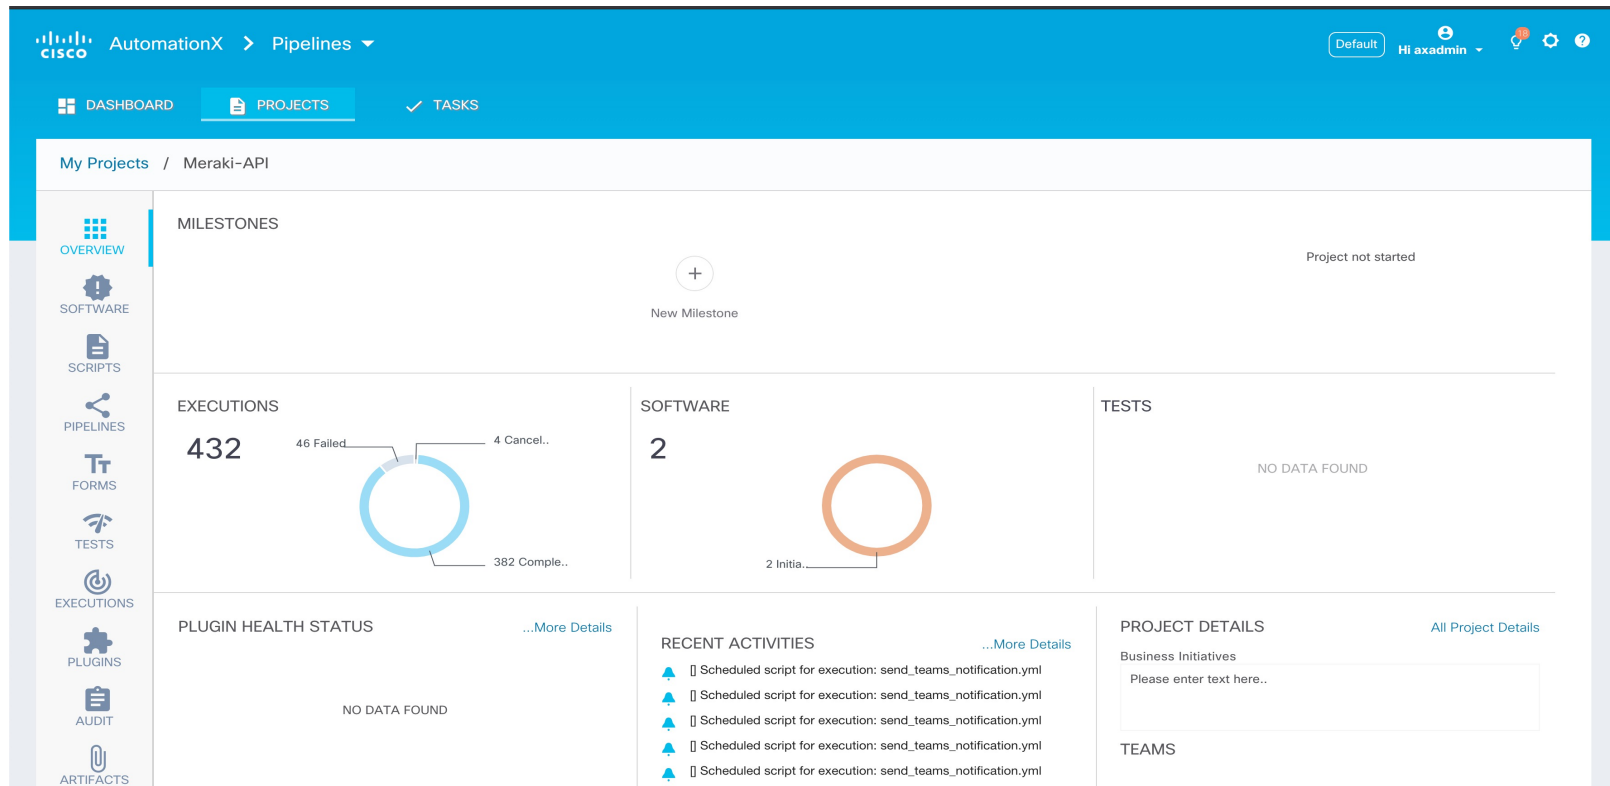 CISCO AutomationX Pipelines
Default Hi axadmin 18
DASHBOARD PROJECTS TASKS
My Projects / Meraki-API
OVERVIEW
SOFTWARE
SCRIPTS
PIPELINES
FORMS
TESTS
EXECUTIONS
PLUGINS
AUDIT
ARTIFACTS
MILESTONES
New Milestone
Project not started
EXECUTIONS
432
46 Failed
4 Cancel..
382 Comple..
SOFTWARE
2
2 Initia..
TESTS
NO DATA FOUND
PLUGIN HEALTH STATUS ...More Details
NO DATA FOUND
RECENT ACTIVITIES ...More Details
[] Scheduled script for execution: send_teams_notification.yml
[] Scheduled script for execution: send_teams_notification.yml
[] Scheduled script for execution: send_teams_notification.yml
[] Scheduled script for execution: send_teams_notification.yml
[] Scheduled script for execution: send_teams_notification.yml
PROJECT DETAILS All Project Details
Business Initiatives
Please enter text here..
TEAMS